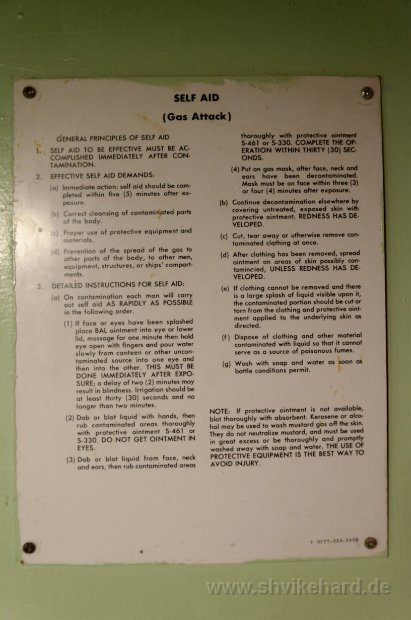 SELF AID
(Gas Attack)
GENERAL PRINCIPLES OF SELF AID
1. SELF AID TO BE EFFECTIVE MUST BE AC-
COMPLISHED IMMEDIATELY AFTER CON-
TAMINATION.
2. EFFECTIVE SELF AID DEMANDS:
(a) Immediate action: self aid should be com-
pleted within five (5) minutes after ex-
posure.
(b) Correct cleansing of contaminated parts
of the body.
(c) Proper use of protective equipment and
materials.
(d) Prevention of the spread of the gas to
other parts of the body, to other men,
equipment, structures, or ships' compart-
ments.
3. DETAILED INSTRUCTIONS FOR SELF AID:
(a) On contamination each man will carry
out self aid AS RAPIDLY AS POSSIBLE
in the following order.
(1) If face or eyes have been splashed
place BAL ointment into eye or lower
lid, massage for one minute then hold
eye open with fingers and pour water
slowly from canteen or other uncon-
taminated source into one eye and
then into the other. THIS MUST BE
DONE IMMEDIATELY AFTER EXPO-
SURE; a delay of two (2) minutes may
result in blindness. Irrigation should be
at least thirty (30) seconds and no
longer than two minutes.
(2) Dab or blot liquid with hands, then
rub contaminated areas thoroughly
with protective ointment S-461 or
S-330. DO NOT GET OINTMENT IN
EYES.
(3) Dab or blot liquid from face, neck
and ears, then rub contaminated areas
thoroughly with protective ointment
S-461 or S-330. COMPLETE THE OP-
ERATION WITHIN THIRTY (30) SEC-
ONDS.
(4) Put on gas mask, after face, neck and
ears have been decontaminated.
Mask must be on face within three (3)
or four (4) minutes after exposure.
(b) Continue decontamination elsewhere by
covering untreated, exposed skin with
protective ointment. REDNESS HAS DE-
VELOPED.
(c) Cut, tear away or otherwise remove con-
taminated clothing at once.
(d) After clothing has been removed, spread
ointment on areas of skin possibly con-
tamincied, UNLESS REDNESS HAS DE-
VELOPED.
(e) If clothing cannot be removed and there
is a large splash of liquid visible upon it,
the contaminated portion should be cut or
torn from the clothing and protective oint-
ment applied to the underlying skin as
directed.
(f) Dispose of clothing and other material
contaminated with liquid so that it cannot
serve as a source of poisonous fumes.
(g) Wash with soap and water as soon as
battle conditions permit.
NOTE: If protective ointment is not available,
blot thoroughly with absorbent. Kerosene or alco-
hol may be used to wash mustard gas off the skin.
They do not neutralize mustard, and must be used
in great excess or be thoroughly and promptly
washed away with soap and water. THE USE OF
PROTECTIVE EQUIPMENT IS THE BEST WAY TO
AVOID INJURY.
www.shvikehard.de